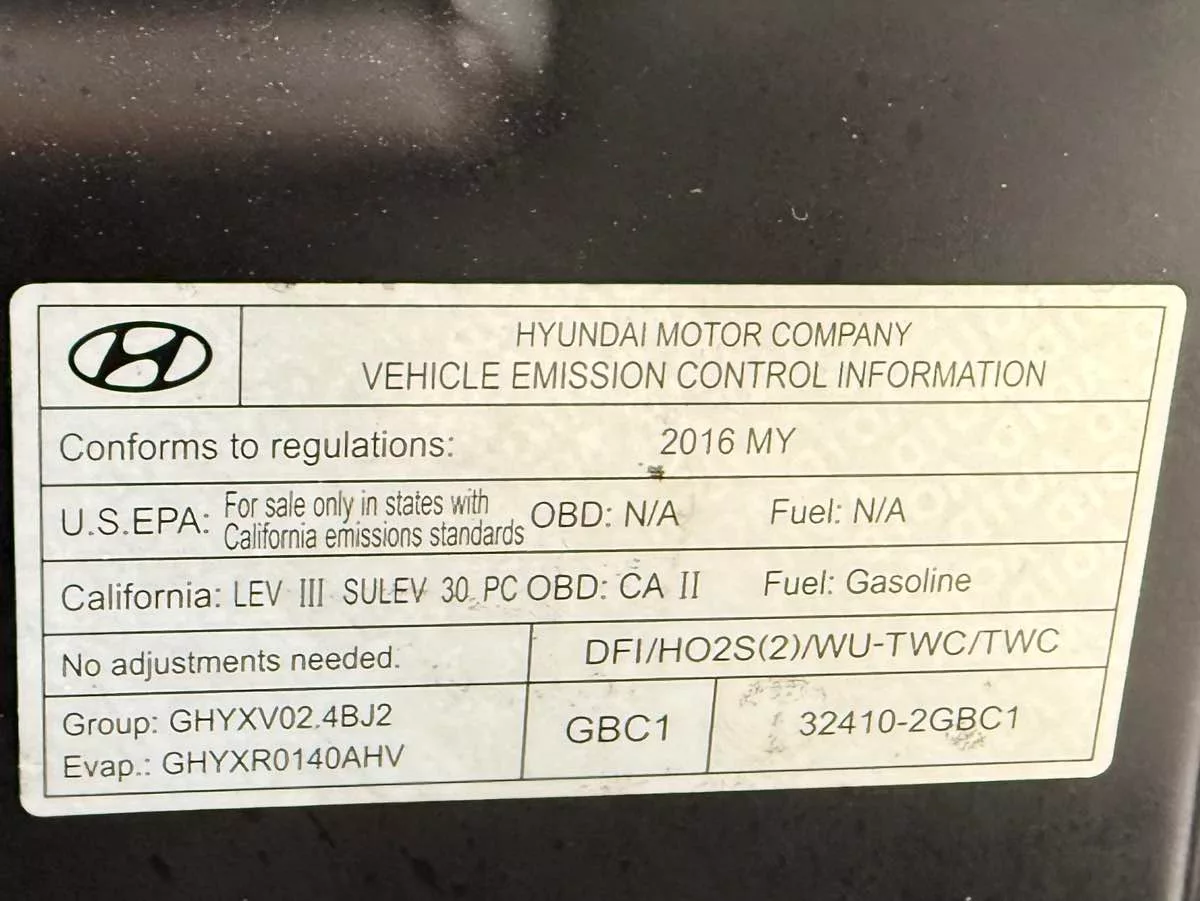 HYUNDAI MOTOR COMPANY
VEHICLE EMISSION CONTROL INFORMATION
Conforms to regulations: 2016 MY
U.S.EPA: For sale only in states with California emissions standards OBD: N/A Fuel: N/A
California: LEV III SULEV 30 PC OBD: CA II Fuel: Gasoline
No adjustments needed. DFI/HO2S(2)/WU-TWC/TWC
Group: GHYXV02.4BJ2
Evap.: GHYXR0140AHV
GBC1
32410-2GBC1